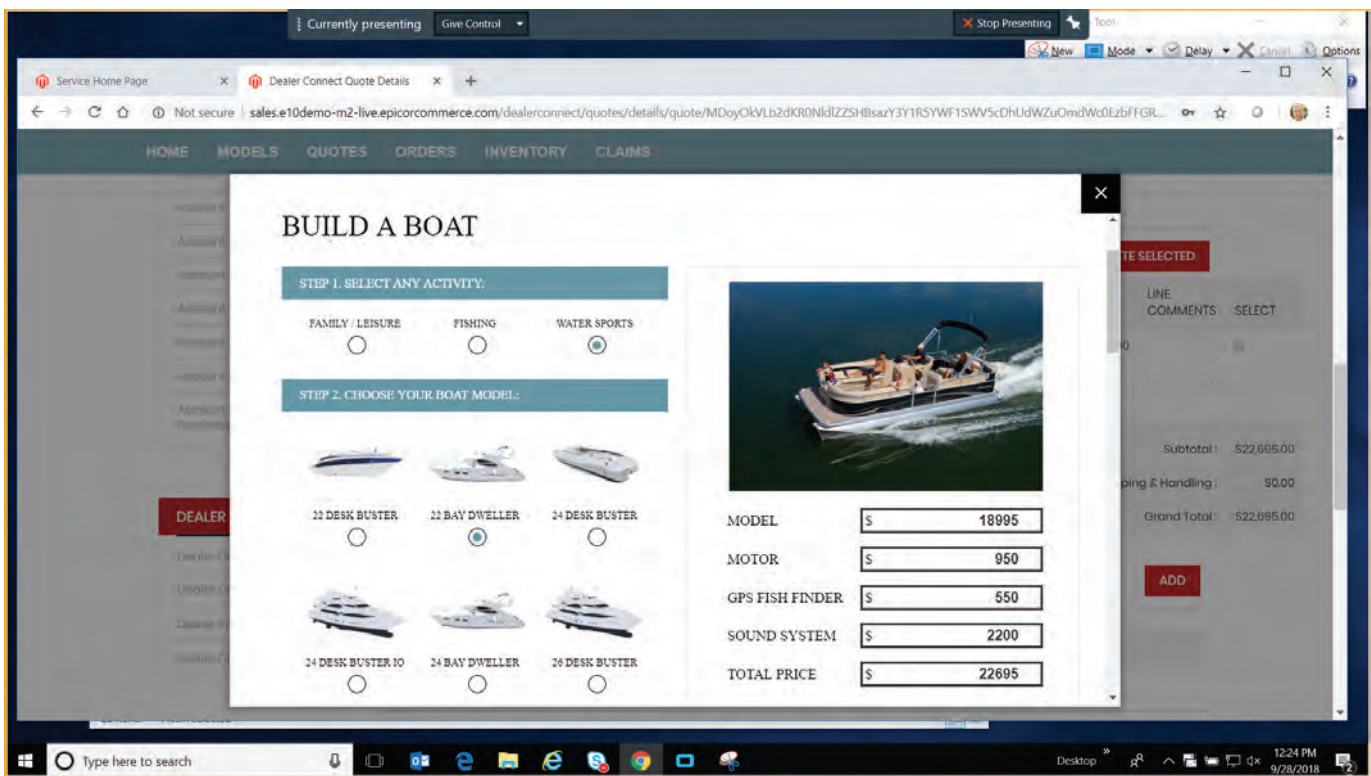 Currently presenting Give Control Stop Presenting
New Mode Delay Cancel Options
Service Home Page Dealer Connect Quote Details
Not secure sales.e10demo-m2-live.epicorcommerce.com/dealerconnect/quotes/details/quote/
HOME MODELS QUOTES ORDERS INVENTORY CLAIMS
BUILD A BOAT
STEP 1. SELECT ANY ACTIVITY:
FAMILY / LEISURE FISHING WATER SPORTS
STEP 2. CHOOSE YOUR BOAT MODEL:
22 DESK BUSTER 22 BAY DWELLER 24 DESK BUSTER
24 DESK BUSTER IO 24 BAY DWELLER 26 DESK BUSTER
MODEL $ 18995
MOTOR $ 950
GPS FISH FINDER $ 550
SOUND SYSTEM $ 2200
TOTAL PRICE $ 22695
TE SELECTED
LINE
COMMENTS SELECT
Subtotal: $22,695.00
ping & Handling: $0.00
Grand Total: $22,695.00
ADD
DEALER
Type here to search
Desktop
12:24 PM
9/28/2018
2